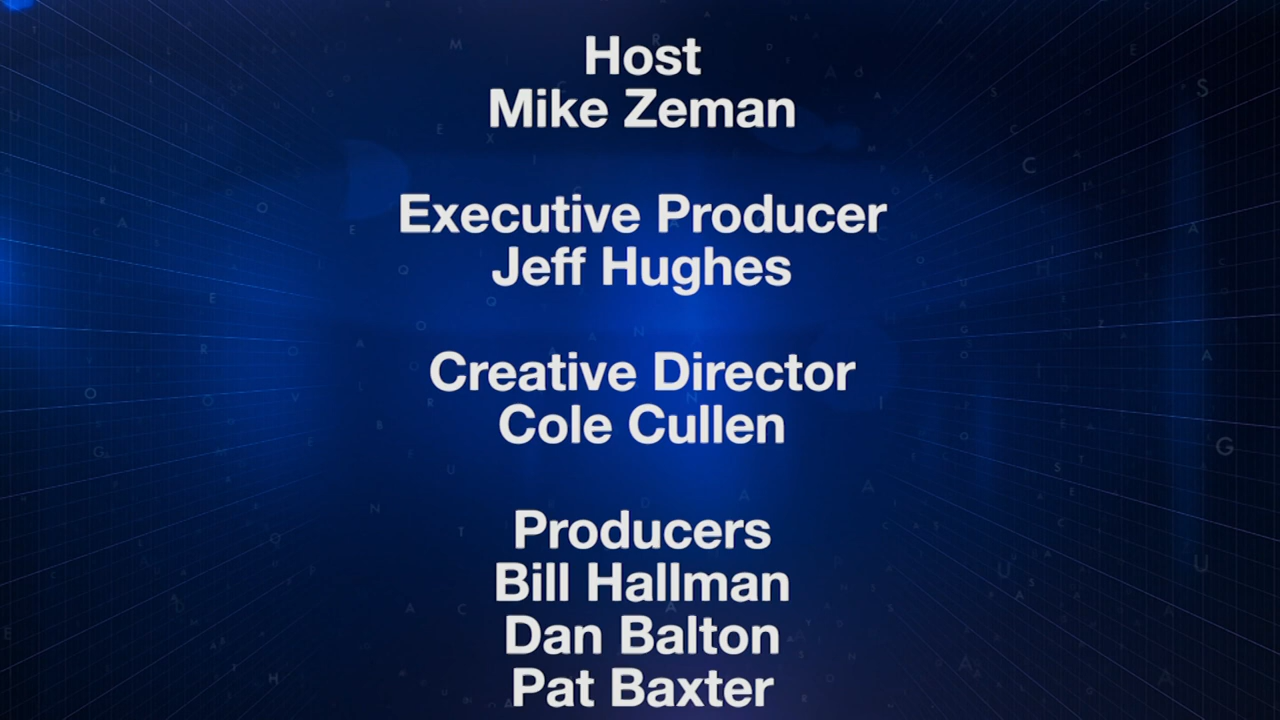 Host
Mike Zeman
Executive Producer
Jeff Hughes
Creative Director
Cole Cullen
Producers
Bill Hallman
Dan Balton
Pat Baxter